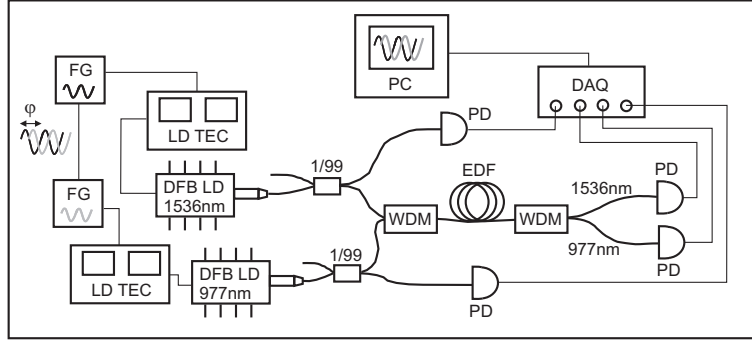 FG
PC
DAQ
PD
LD TEC
φ
1/99
DFB LD
1536nm
EDF
1536nm
PD
FG
WDM
WDM
977nm
PD
1/99
LD TEC
DFB LD
977nm
PD